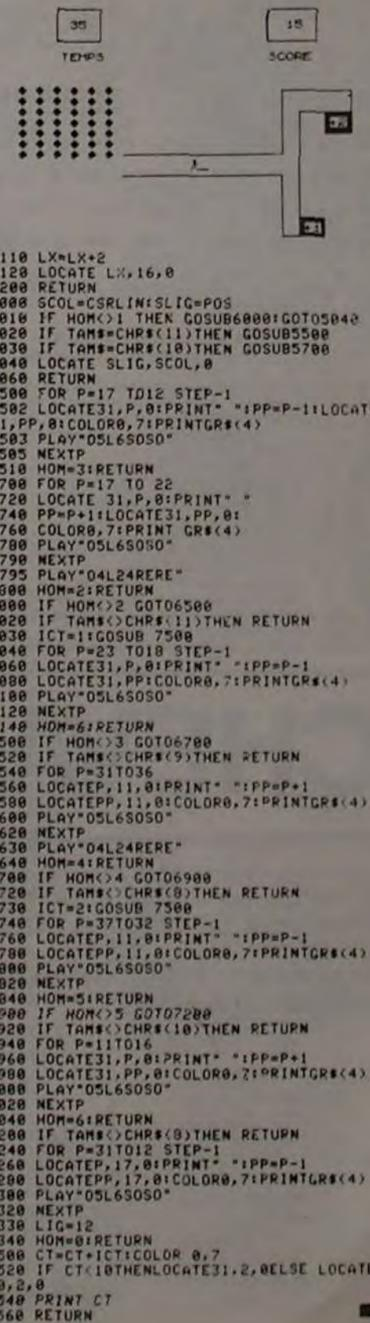 35
15
TEMPS
SCORE
110 LX=LX+2
120 LOCATE LX,16,0
200 RETURN
000 SCOL=CSRLIN:SLIG=POS
010 IF HOM<>1 THEN GOSUB6000:GOTO5040
020 IF TAM$=CHR$(11)THEN GOSUB5500
030 IF TAM$=CHR$(10)THEN GOSUB5700
040 LOCATE SLIG,SCOL,0
060 RETURN
500 FOR P=17 TO12 STEP-1
502 LOCATE31,P,0:PRINT" ":PP=P-1:LOCAT
1,PP,0:COLOR0,7:PRINTGR$(4)
503 PLAY"O5L6SOSO"
505 NEXTP
510 HOM=3:RETURN
700 FOR P=17 TO 22
720 LOCATE 31,P,0:PRINT" "
740 PP=P+1:LOCATE31,PP,0:
760 COLOR0,7:PRINT GR$(4)
780 PLAY"O5L6SOSO"
790 NEXTP
795 PLAY"O4L24RERE"
800 HOM=2:RETURN
000 IF HOM<>2 GOTO6500
020 IF TAM$<>CHR$(11)THEN RETURN
030 ICT=1:GOSUB 7500
040 FOR P=23 TO18 STEP-1
060 LOCATE31,P,0:PRINT" ":PP=P-1
080 LOCATE31,PP:COLOR0,7:PRINTGR$(4)
100 PLAY"O5L6SOSO"
120 NEXTP
140 HOM=6:RETURN
500 IF HOM<>3 GOTO6700
520 IF TAM$<>CHR$(9)THEN RETURN
540 FOR P=31TO36
560 LOCATEP,11,0:PRINT" ":PP=P+1
580 LOCATEPP,11,0:COLOR0,7:PRINTGR$(4)
600 PLAY"O5L6SOSO"
620 NEXTP
630 PLAY"O4L24RERE"
640 HOM=4:RETURN
700 IF HOM<>4 GOTO6900
720 IF TAM$<>CHR$(8)THEN RETURN
730 ICT=2:GOSUB 7500
740 FOR P=37TO32 STEP-1
760 LOCATEP,11,0:PRINT" ":PP=P-1
780 LOCATEPP,11,0:COLOR0,7:PRINTGR$(4)
800 PLAY"O5L6SOSO"
820 NEXTP
840 HOM=5:RETURN
900 IF HOM<>5 GOTO7200
920 IF TAM$<>CHR$(10)THEN RETURN
940 FOR P=11TO16
960 LOCATE31,P,0:PRINT" ":PP=P+1
980 LOCATE31,PP,0:COLOR0,7:PRINTGR$(4)
000 PLAY"O5L6SOSO"
020 NEXTP
040 HOM=6:RETURN
200 IF TAM$<>CHR$(8)THEN RETURN
240 FOR P=31TO12 STEP-1
260 LOCATEP,17,0:PRINT" ":PP=P-1
280 LOCATEPP,17,0:COLOR0,7:PRINTGR$(4)
300 PLAY"O5L6SOSO"
320 NEXTP
330 LIG=12
340 HOM=0:RETURN
500 CT=CT+ICT:COLOR 0,7
520 IF CT<10THENLOCATE31,2,0ELSE LOCATE
0,2,0
540 PRINT CT
560 RETURN